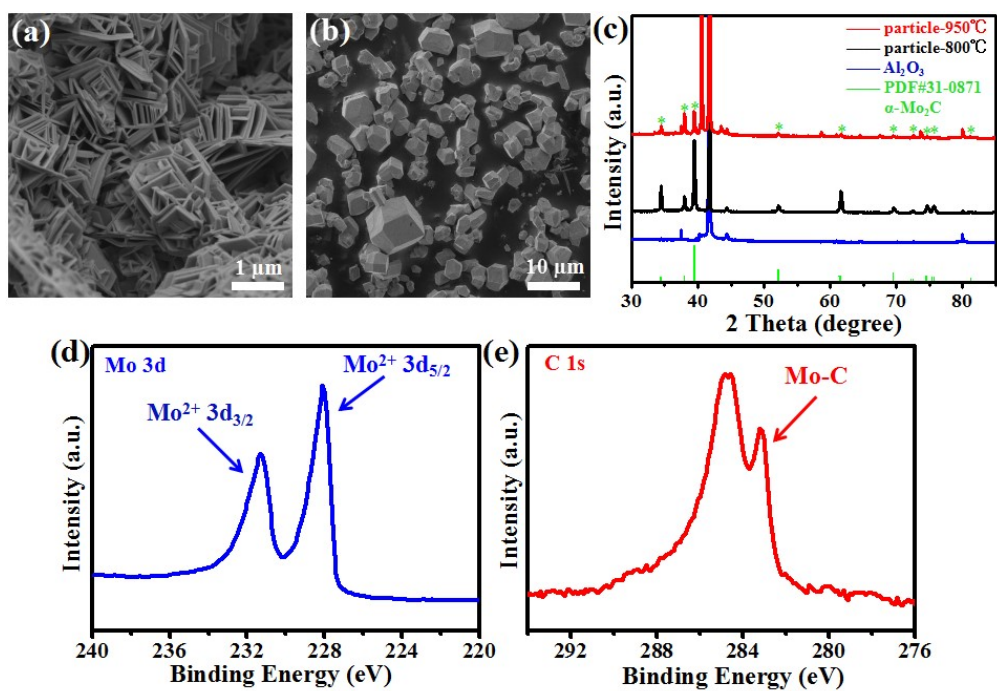 (a)
1 µm
(b)
10 µm
(c)
particle-950℃
particle-800℃
Al₂O₃
PDF#31-0871
α-Mo₂C
* * * * * * * * * *
Intensity (a.u.)
30 40 50 60 70 80
2 Theta (degree)
(d)
Mo 3d
Mo²⁺ 3d₅/₂
Mo²⁺ 3d₃/₂
Intensity (a.u.)
240 236 232 228 224 220
Binding Energy (eV)
(e)
C 1s
Mo-C
Intensity (a.u.)
292 288 284 280 276
Binding Energy (eV)